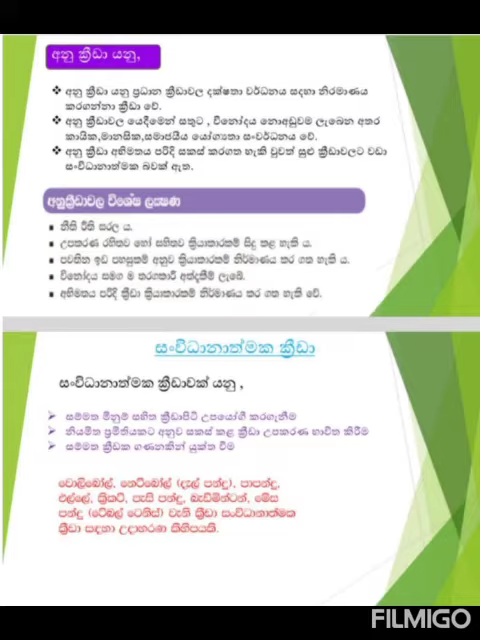 අනු ක්‍රීඩා යනු,
❖ අනු ක්‍රීඩා යනු ප්‍රධාන ක්‍රීඩාවල දක්ෂතා වර්ධනය සදහා නිරමාණය
කරගන්නා ක්‍රීඩා වේ.
❖ අනු ක්‍රීඩාවල යෙදීමෙන් සතුට , විනෝදය නොඅඩුවම ලැබෙන අතර
කායික,මානසික,සමාජයීය යෝග්‍යතා සංවර්ධනය වේ.
❖ අනු ක්‍රීඩා අභිමතය පරිදි සකස් කරගත හැකි වූවත් සුළු ක්‍රීඩාවලට වඩා
සංවිධානාත්මක බවක් ඇත.
අනුක්‍රීඩාවල විශේෂ ලක්‍ෂණ
▪ නීති රීති සරල ය.
▪ උපකරණ රහිතව හෝ සහිතව ක්‍රියාකාරකම් සිදු කළ හැකි ය.
▪ පවතින ඉඩ පහසුකම් අනුව ක්‍රියාකාරකම් නිර්මාණය කර ගත හැකි ය.
▪ විනෝදය සමග ම තරගකාරී අත්දකීම් ලැබේ.
▪ අභිමතය පරිදි ක්‍රීඩා ක්‍රියාකාරකම් නිර්මාණය කර ගත හැකි වේ.
සංවිධානාත්මක ක්‍රීඩා
සංවිධානාත්මක ක්‍රීඩාවක් යනු ,
➢ සම්මත මිනුම් සහිත ක්‍රීඩාපිටි උපයෝගී කරගැනීම
➢ නියමිත ප්‍රමිතියකට අනුව සකස් කළ ක්‍රීඩා උපකරණ භාවිත කිරීම
➢ සම්මත ක්‍රීඩක ගණනකින් යුක්ත වීම
වොලිබෝල්, නෙට්බෝල් (දැල් පන්දු), පාපන්දු,
එල්ලේ, ක්‍රිකට්, පැසි පන්දු, බැඩ්මින්ටන්, මේස
පන්දු (ටේබල් ටෙනිස්) වැනි ක්‍රීඩා සංවිධානාත්මක
ක්‍රීඩා සඳහා උදාහරණ කිහිපයකි.
FILMIGO